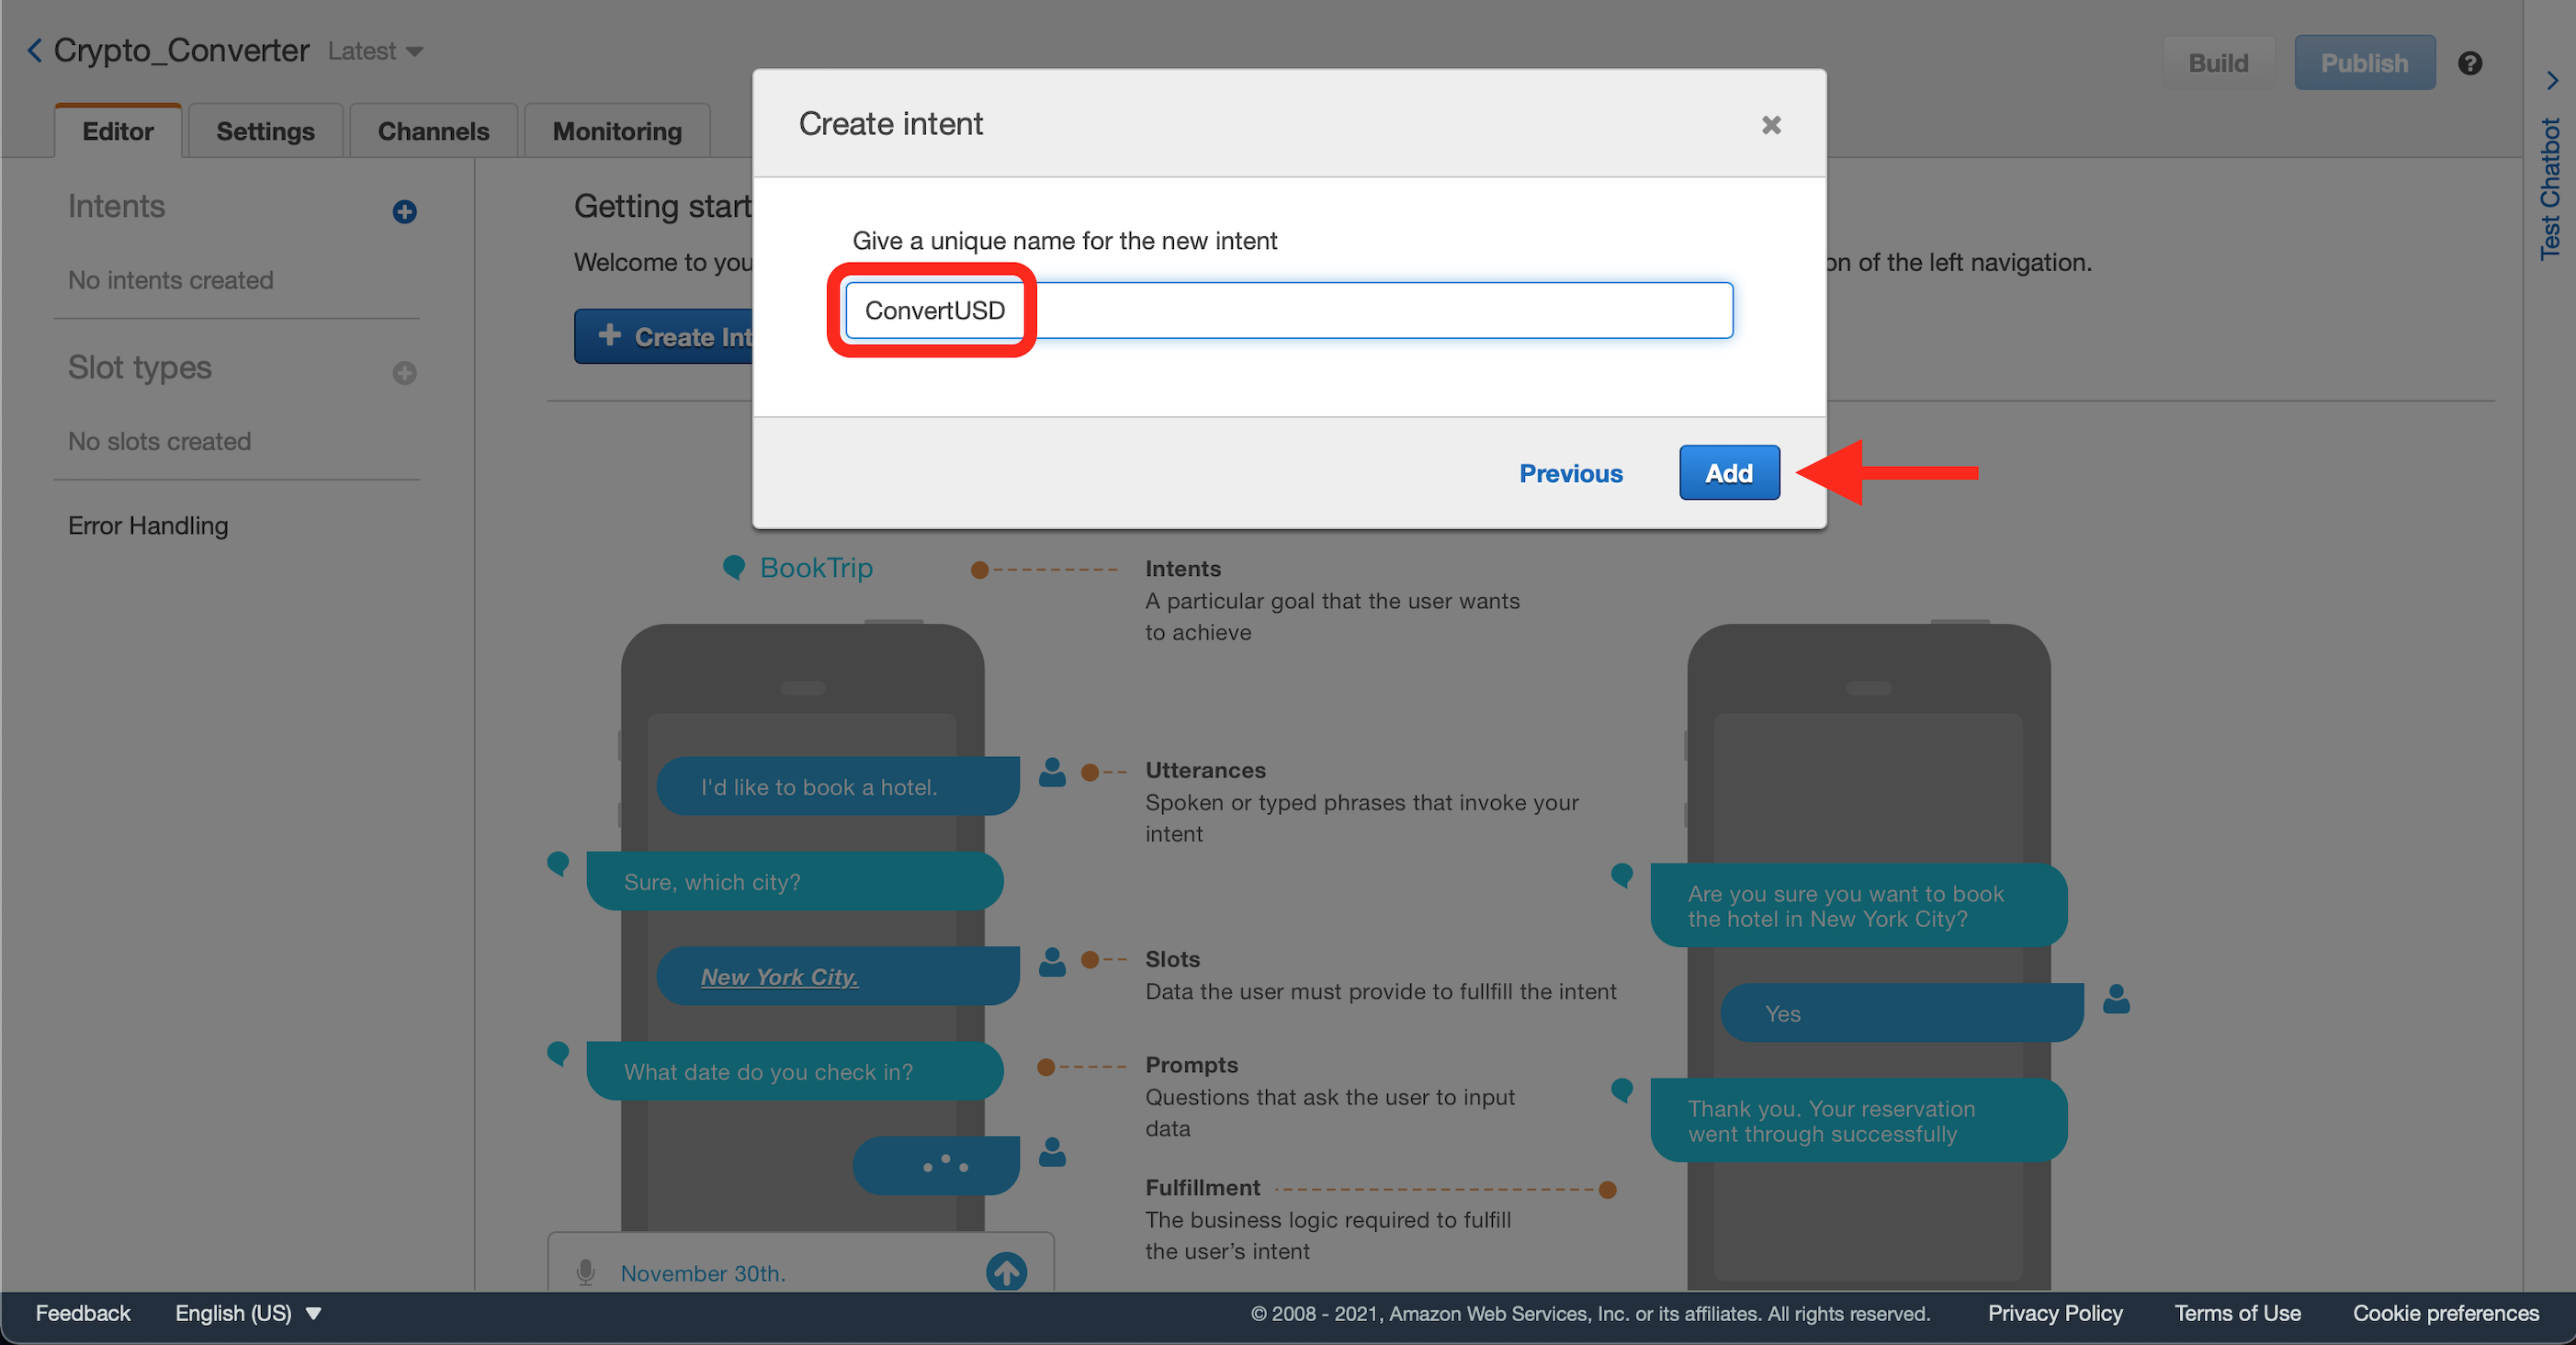 Crypto_Converter Latest
Build
Publish
Editor
Settings
Channels
Monitoring
Test Chatbot
Create intent
Give a unique name for the new intent
ConvertUSD
Previous
Add
Intents
No intents created
Slot types
No slots created
Error Handling
Getting start
Welcome to you
on of the left navigation.
Create Int
BookTrip
Intents
A particular goal that the user wants
to achieve
I'd like to book a hotel.
Utterances
Spoken or typed phrases that invoke your
intent
Sure, which city?
New York City.
Slots
Data the user must provide to fullfill the intent
What date do you check in?
Prompts
Questions that ask the user to input
data
Fulfillment
The business logic required to fulfill
the user's intent
November 30th.
Are you sure you want to book
the hotel in New York City?
Yes
Thank you. Your reservation
went through successfully
Feedback
English (US)
© 2008 - 2021, Amazon Web Services, Inc. or its affiliates. All rights reserved.
Privacy Policy
Terms of Use
Cookie preferences